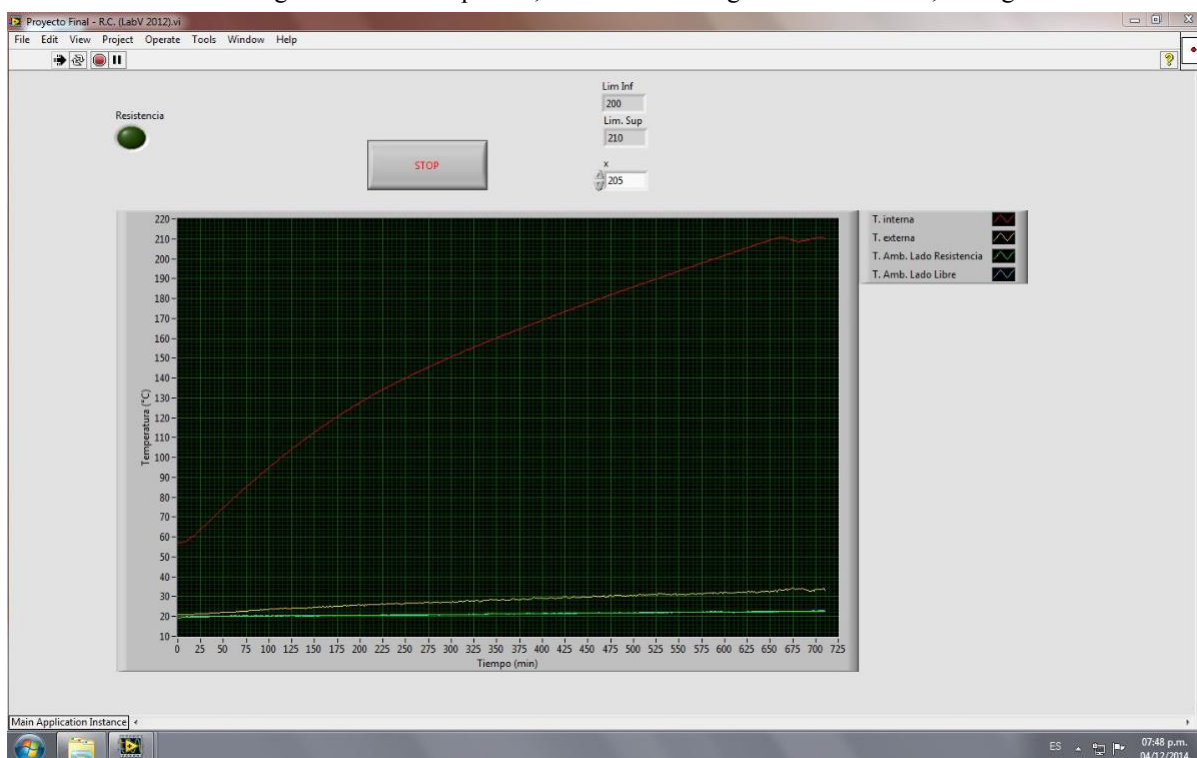 Proyecto Final - R.C. (LabV 2012).vi
File Edit View Project Operate Tools Window Help
Lim Inf
200
Resistencia
Lim. Sup
210
STOP
x
205
T. interna
T. externa
T. Amb. Lado Resistencia
T. Amb. Lado Libre
Temperatura (°C)
220
210
200
190
180
170
160
150
140
130
120
110
100
90
80
70
60
50
40
30
20
10
0 25 50 75 100 125 150 175 200 225 250 275 300 325 350 375 400 425 450 475 500 525 550 575 600 625 650 675 700 725
Tiempo (min)
Main Application Instance
ES
07:48 p.m.
04/12/2014